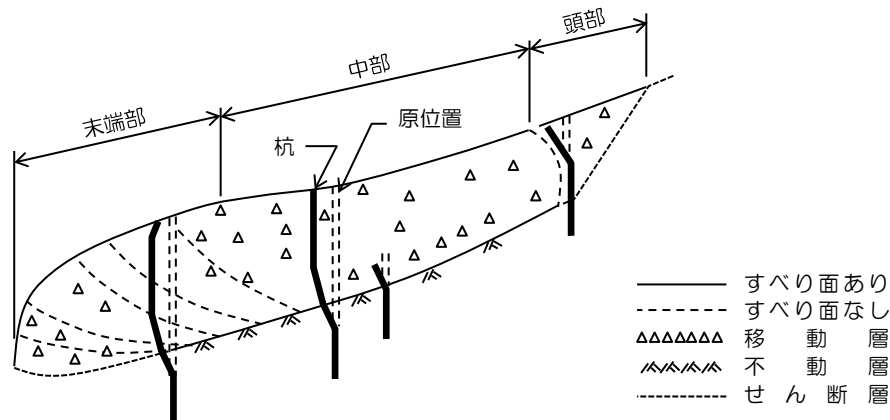 頭部
中部
末端部
杭
原位置
すべり面あり
すべり面なし
移動層
不動層
せん断層